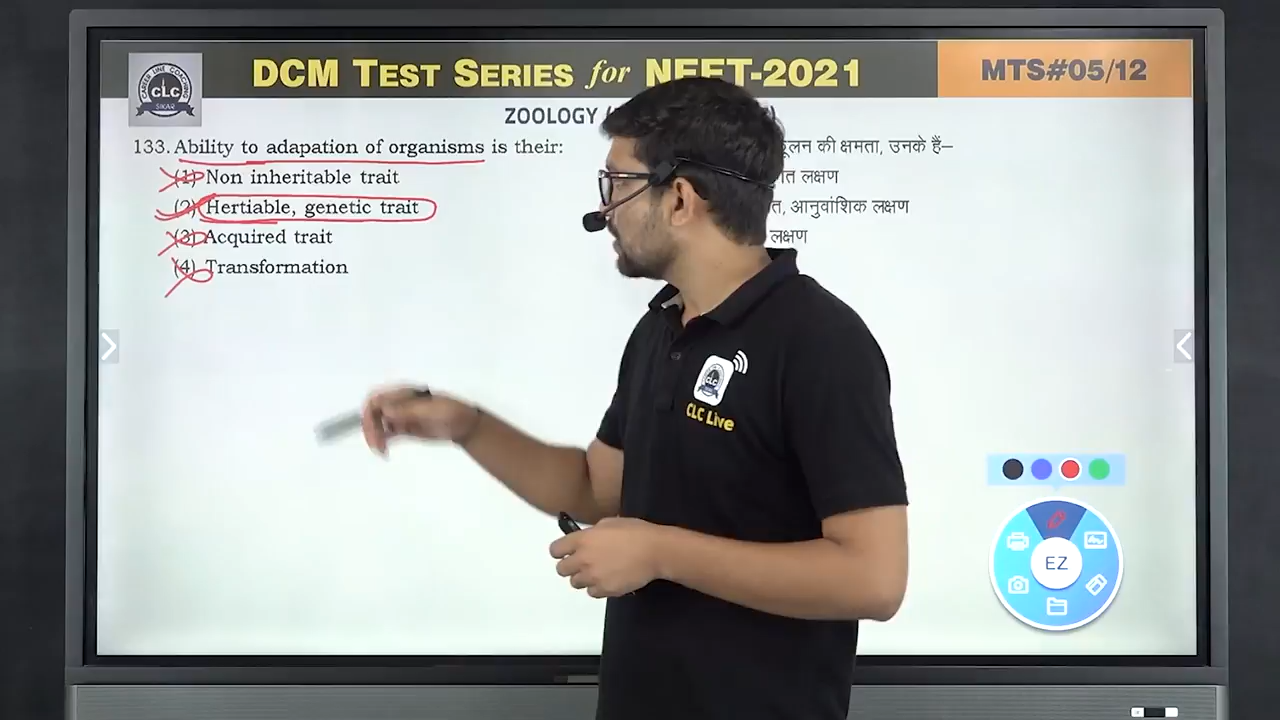 DCM TEST SERIES for NEET-2021
MTS#05/12
CAREER LINE COACHING
CLC
SIKAR
ZOOLOGY
133. Ability to adapation of organisms is their:
(1) Non inheritable trait
(2) Hertiable, genetic trait
(3) Acquired trait
(4) Transformation
की क्षमता, उनके हैं–
लक्षण
आनुवांशिक लक्षण
लक्षण
CLC
CLC Live
EZ